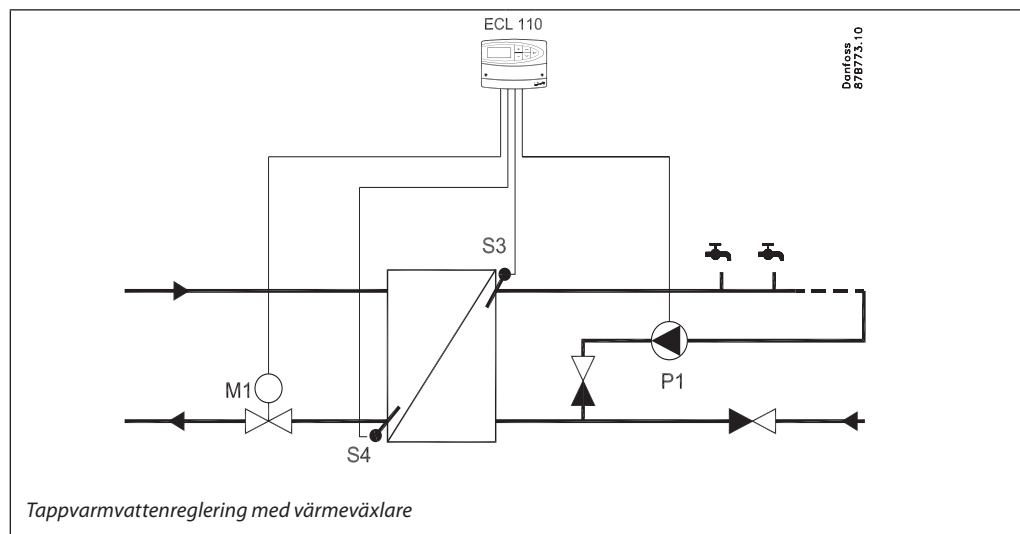 ECL 110
Danfoss
87B773.10
S3
M1
P1
S4
Tappvarmvattenreglering med värmeväxlare